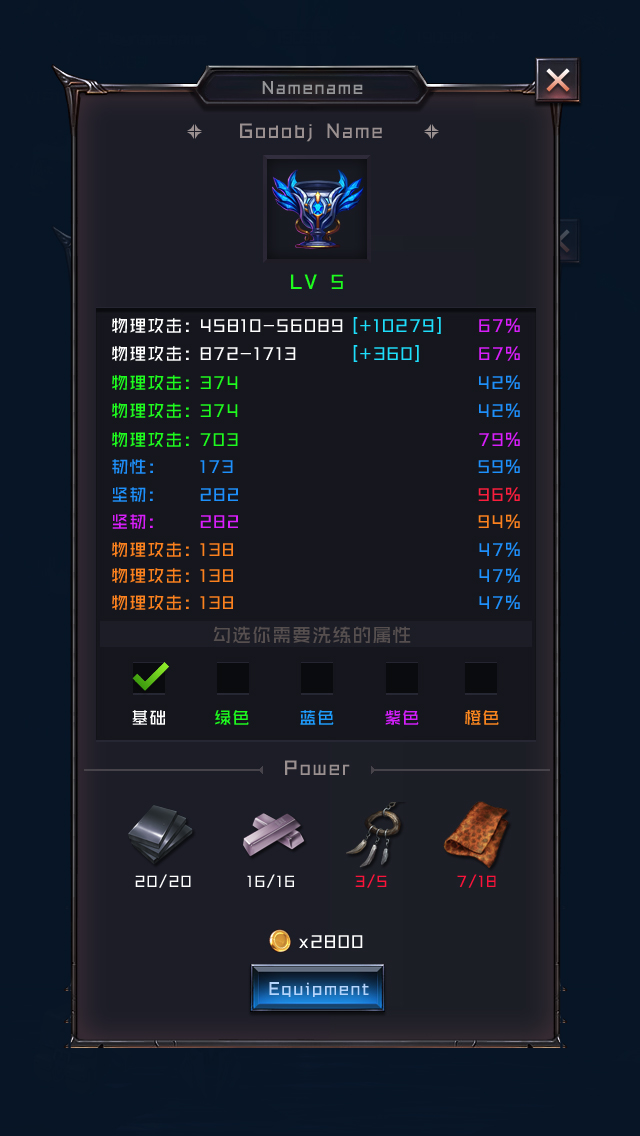 Namename
Godobj Name
LV 5
物理攻击: 45810-56089 [+10279] 67%
物理攻击: 872-1713 [+360] 67%
物理攻击: 374 42%
物理攻击: 374 42%
物理攻击: 703 79%
韧性: 173 59%
坚韧: 282 96%
坚韧: 282 94%
物理攻击: 138 47%
物理攻击: 138 47%
物理攻击: 138 47%
勾选你需要洗练的属性
基础 绿色 蓝色 紫色 橙色
Power
20/20 16/16 3/5 7/18
x2800
Equipment